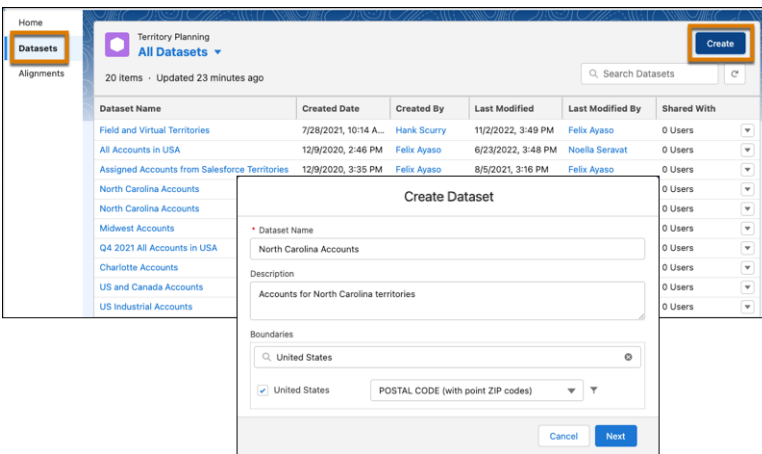 Home
Datasets
Alignments
Territory Planning
All Datasets
Create
20 items · Updated 23 minutes ago
Search Datasets
Dataset Name Created Date Created By Last Modified Last Modified By Shared With
Field and Virtual Territories 7/28/2021, 10:14 A... Hank Scurry 11/2/2022, 3:49 PM Felix Ayaso 0 Users
All Accounts in USA 12/9/2020, 2:46 PM Felix Ayaso 6/23/2022, 3:48 PM Noella Seravat 0 Users
Assigned Accounts from Salesforce Territories 12/9/2020, 3:35 PM Felix Ayaso 8/5/2021, 3:16 PM Felix Ayaso 0 Users
North Carolina Accounts 0 Users
North Carolina Accounts 0 Users
Midwest Accounts 0 Users
Q4 2021 All Accounts in USA 0 Users
Charlotte Accounts 0 Users
US and Canada Accounts 0 Users
US Industrial Accounts 0 Users
Create Dataset
* Dataset Name
North Carolina Accounts
Description
Accounts for North Carolina territories
Boundaries
United States
United States POSTAL CODE (with point ZIP codes)
Cancel Next